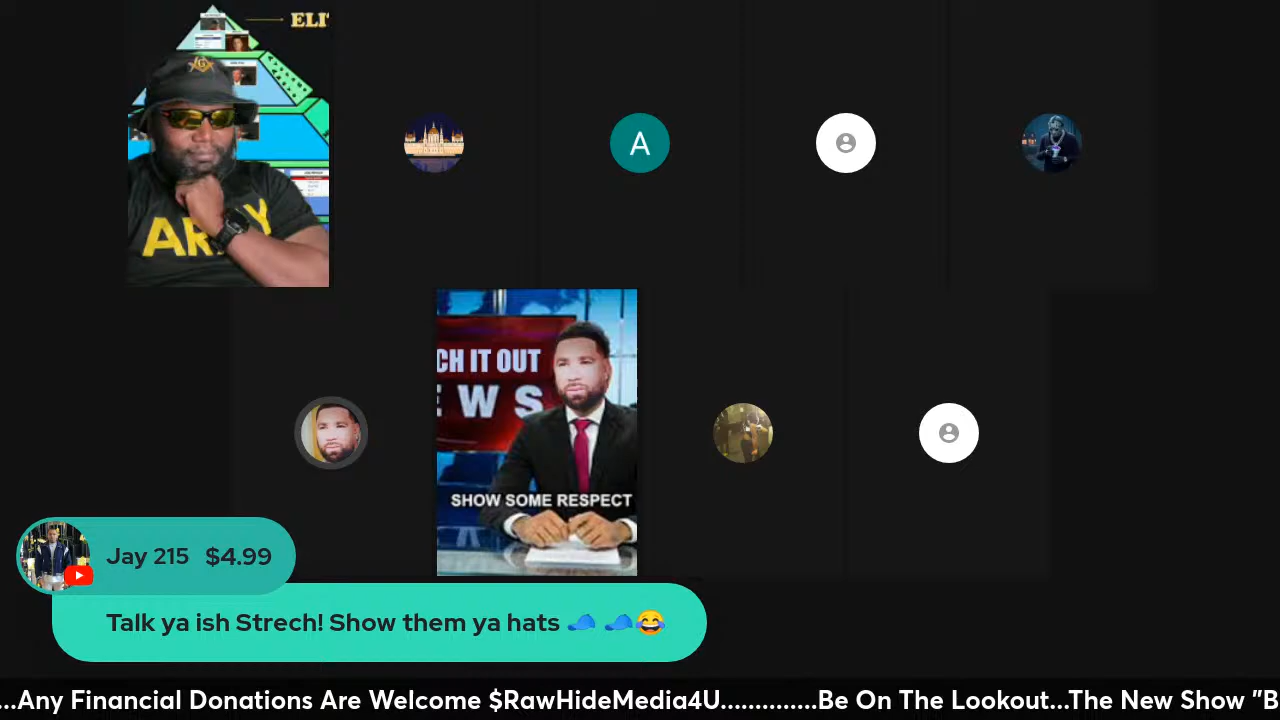 ELI
G
ARMY
A
CH IT OUT
EWS
SHOW SOME RESPECT
Jay 215 $4.99
Talk ya ish Strech! Show them ya hats 🧢 🧢😂
...Any Financial Donations Are Welcome $RawHideMedia4U..............Be On The Lookout...The New Show "B